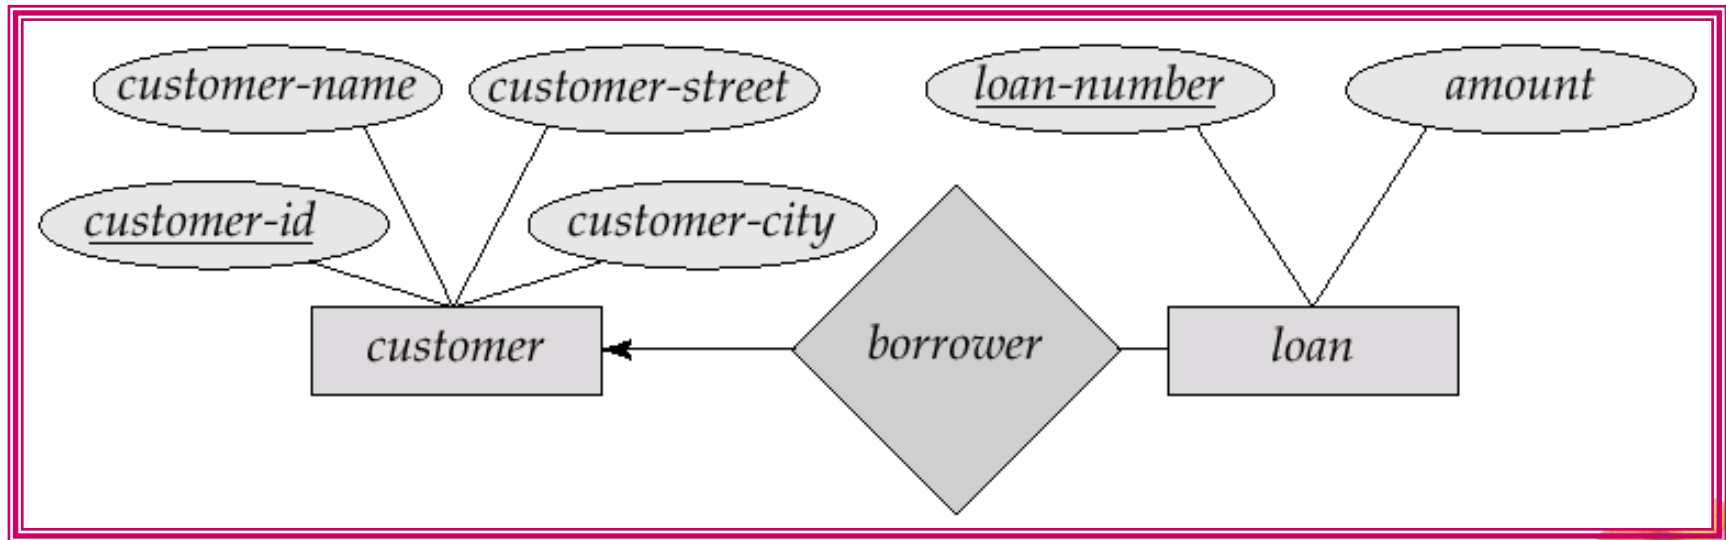 customer-name
customer-street
loan-number
amount
customer-id
customer-city
customer
borrower
loan